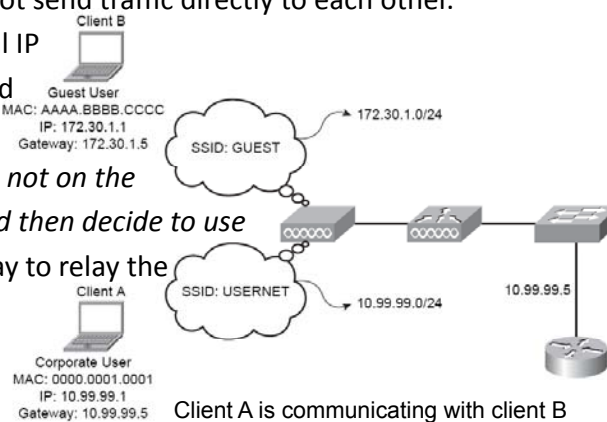 ot send traffic directly to each other.
Client B
l IP
d
Guest User
MAC: AAAA.BBBB.CCCC
IP: 172.30.1.1
Gateway: 172.30.1.5
172.30.1.0/24
SSID: GUEST
not on the
d then decide to use
ay to relay the
Client A
SSID: USERNET
10.99.99.0/24
10.99.99.5
Corporate User
MAC: 0000.0001.0001
IP: 10.99.99.1
Gateway: 10.99.99.5
Client A is communicating with client B